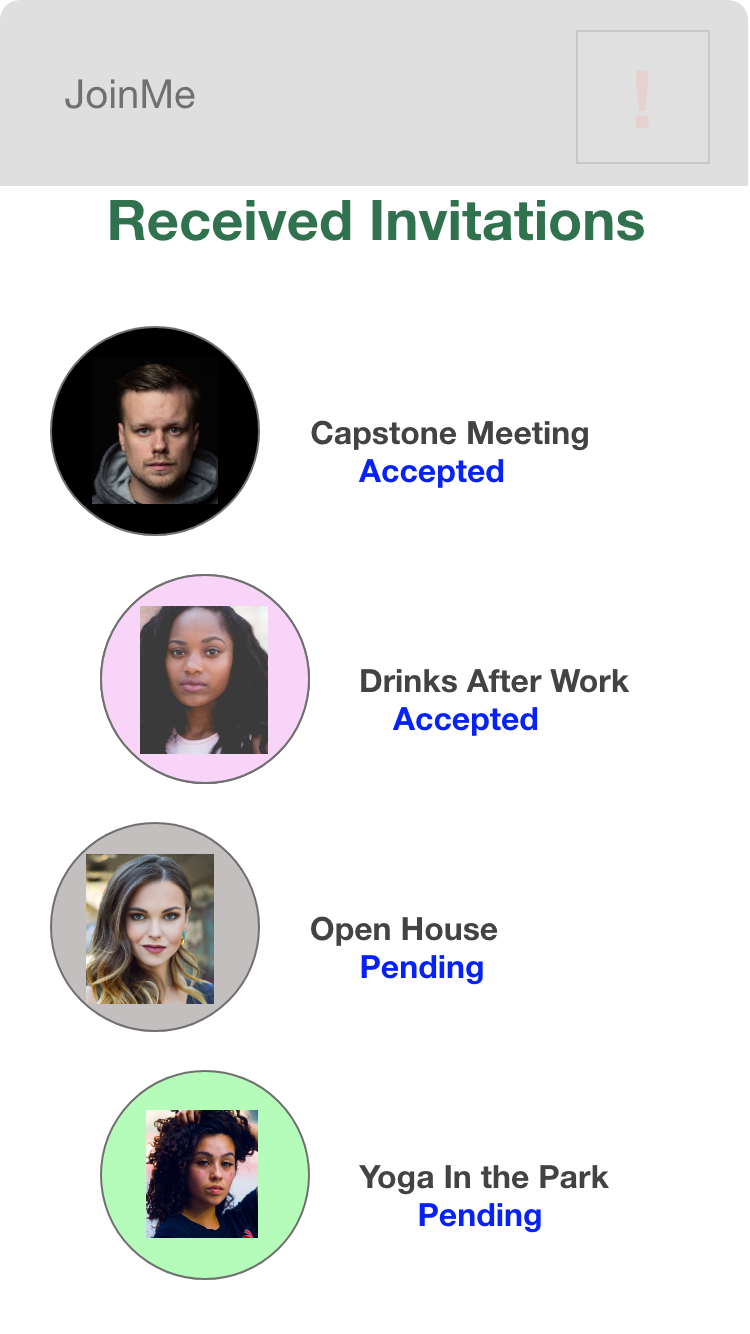 JoinMe
!
Received Invitations
Capstone Meeting
Accepted
Drinks After Work
Accepted
Open House
Pending
Yoga In the Park
Pending